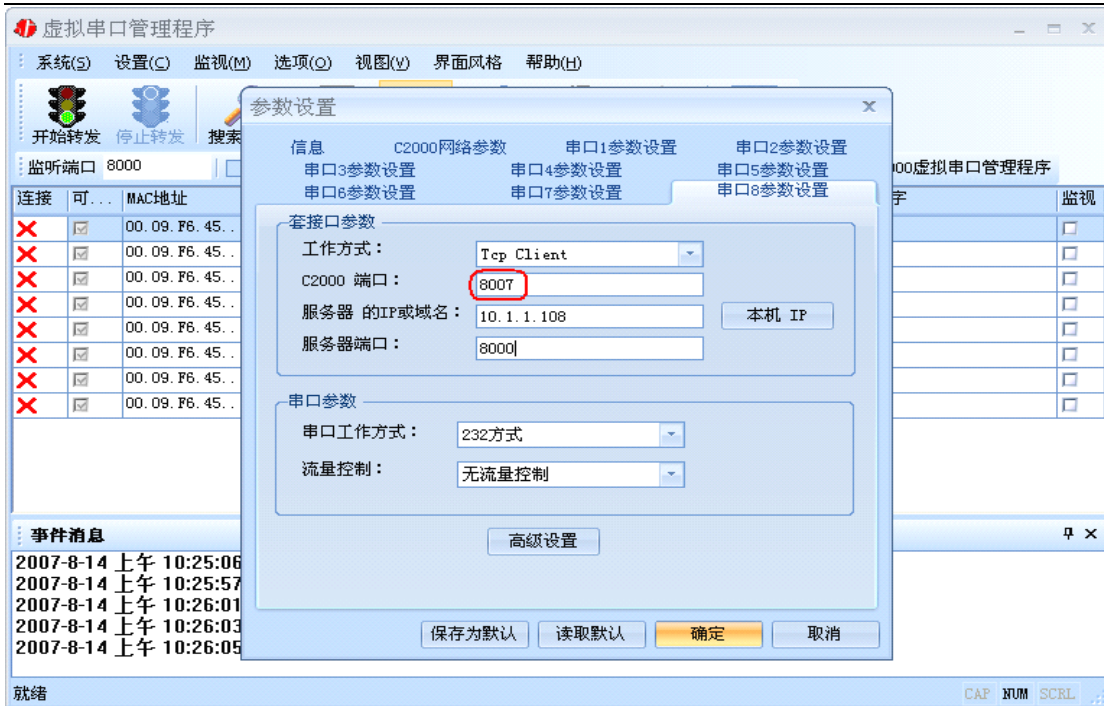 虚拟串口管理程序
系统(S) 设置(C) 监视(M) 选项(O) 视图(V) 界面风格 帮助(H)
开始转发 停止转发 搜索
监听端口 8000 00虚拟串口管理程序
连接 可... MAC地址 字 监视
00.09.F6.45..
00.09.F6.45..
00.09.F6.45..
00.09.F6.45..
00.09.F6.45..
00.09.F6.45..
00.09.F6.45..
00.09.F6.45..
参数设置
信息 C2000网络参数 串口1参数设置 串口2参数设置
串口3参数设置 串口4参数设置 串口5参数设置
串口6参数设置 串口7参数设置 串口8参数设置
套接口参数
工作方式： Tcp Client
C2000 端口： 8007
服务器 的IP或域名： 10.1.1.108 本机 IP
服务器端口： 8000
串口参数
串口工作方式： 232方式
流量控制： 无流量控制
高级设置
保存为默认 读取默认 确定 取消
事件消息
2007-8-14 上午 10:25:06
2007-8-14 上午 10:25:57
2007-8-14 上午 10:26:01
2007-8-14 上午 10:26:03
2007-8-14 上午 10:26:05
就绪 CAP NUM SCRL